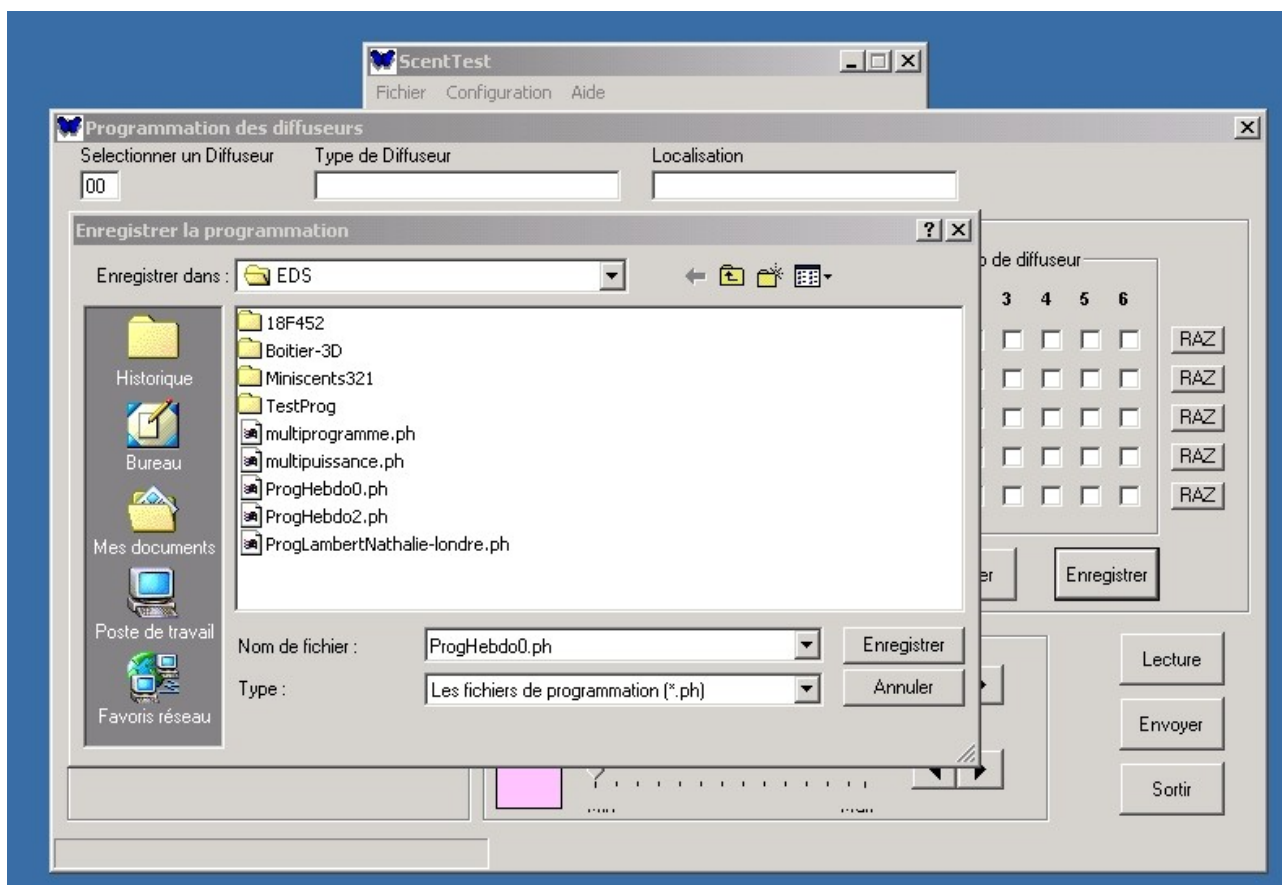 ScentTest
Fichier Configuration Aide
Programmation des diffuseurs
Selectionner un Diffuseur Type de Diffuseur Localisation
00
Enregistrer la programmation
Enregistrer dans : EDS
de diffuseur
3 4 5 6
18F452
Boitier-3D
Miniscents321
TestProg
multiprogramme.ph
multipuissance.ph
ProgHebdo0.ph
ProgHebdo2.ph
ProgLambertNathalie-londre.ph
Historique
Bureau
Mes documents
Poste de travail
Favoris réseau
RAZ
RAZ
RAZ
RAZ
RAZ
Enregistrer
Nom de fichier : ProgHebdo0.ph Enregistrer
Type : Les fichiers de programmation (*.ph) Annuler
Lecture
Envoyer
Sortir